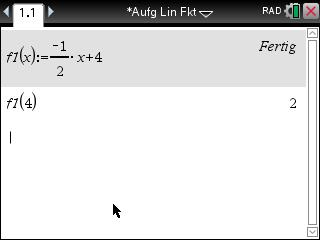 1.1 *Aufg Lin Fkt RAD
f1(x):=-1/2·x+4 Fertig
f1(4) 2